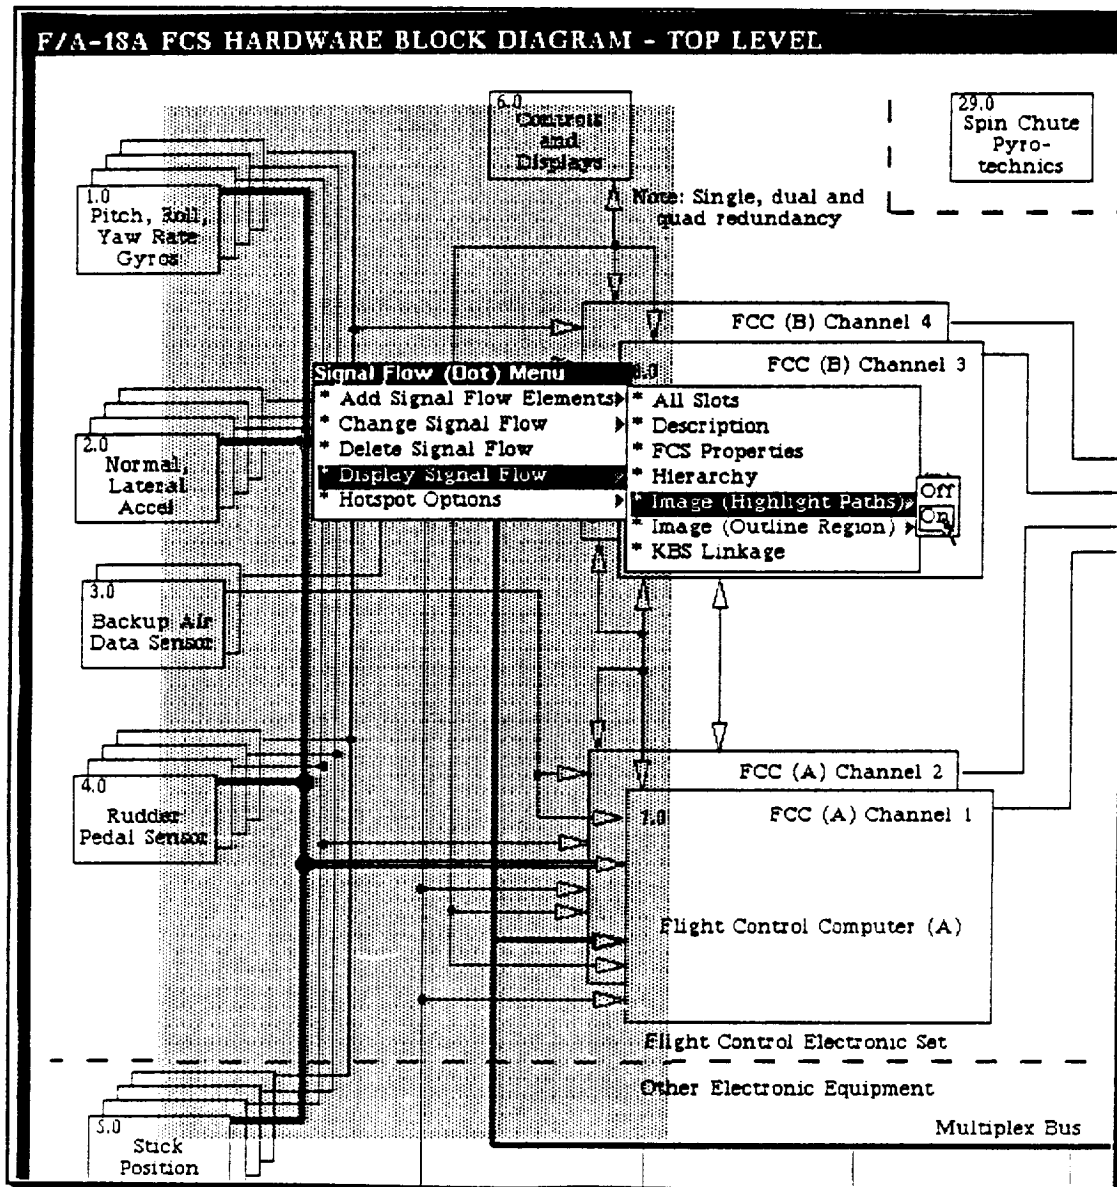 F/A-18A FCS HARDWARE BLOCK DIAGRAM - TOP LEVEL
6.0
Controls
and
Displays
29.0
Spin Chute
Pyro-
technics
1.0
Pitch, Roll,
Yaw Rate
Gyros
Note: Single, dual and
quad redundancy
FCC (B) Channel 4
FCC (B) Channel 3
8.0
Signal Flow (Dot) Menu
* Add Signal Flow Elements
* Change Signal Flow
* Delete Signal Flow
* Display Signal Flow
* Hotspot Options
* All Slots
* Description
* FCS Properties
* Hierarchy
* Image (Highlight Paths)
* Image (Outline Region)
* KBS Linkage
Off
On
2.0
Normal,
Lateral
Accel
3.0
Backup Air
Data Sensor
4.0
Rudder
Pedal Sensor
FCC (A) Channel 2
FCC (A) Channel 1
7.0
Flight Control Computer (A)
Flight Control Electronic Set
Other Electronic Equipment
Multiplex Bus
5.0
Stick
Position